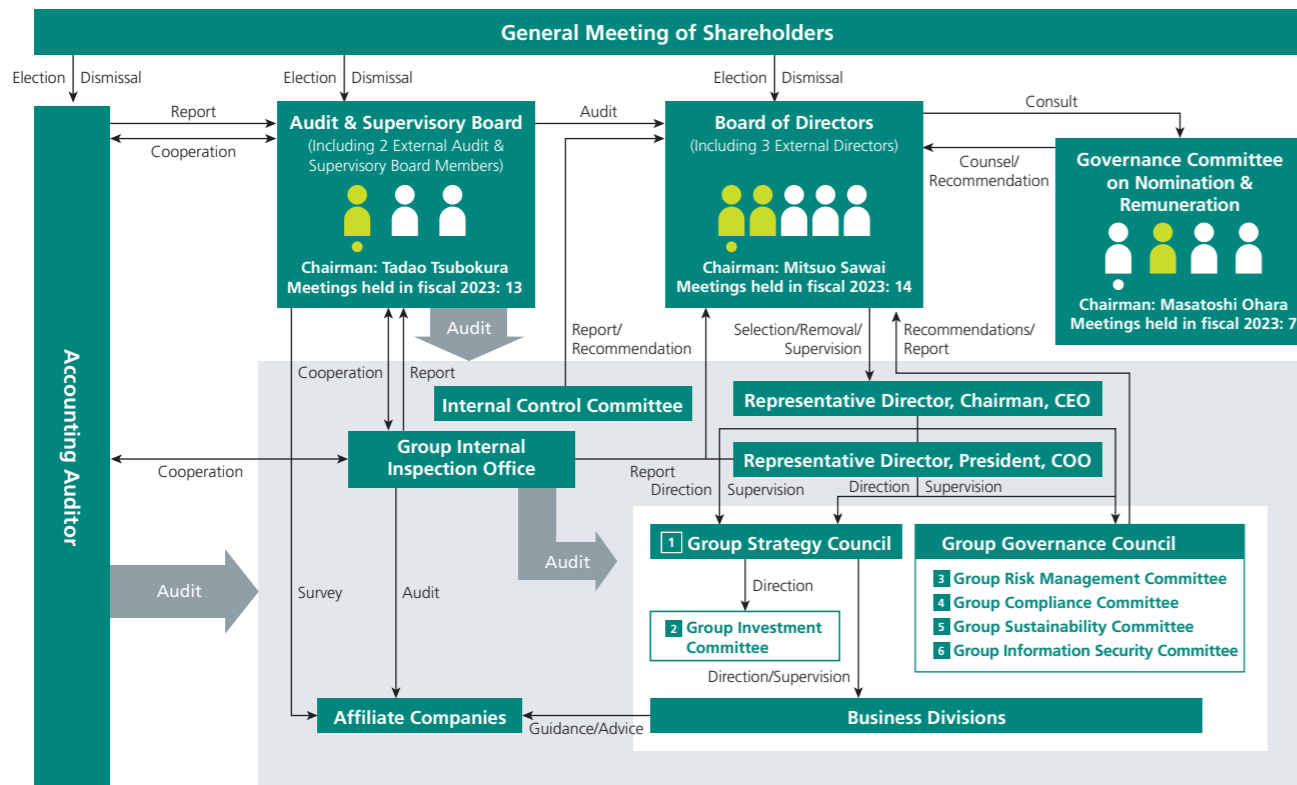 General Meeting of Shareholders
Election
Dismissal
Election
Dismissal
Election
Dismissal
Accounting Auditor
Report
Cooperation
Audit & Supervisory Board
(Including 2 External Audit &
Supervisory Board Members)
Chairman: Tadao Tsubokura
Meetings held in fiscal 2023: 13
Audit
Board of Directors
(Including 3 External Directors)
Chairman: Mitsuo Sawai
Meetings held in fiscal 2023: 14
Consult
Counsel/
Recommendation
Governance Committee
on Nomination &
Remuneration
Chairman: Masatoshi Ohara
Meetings held in fiscal 2023: 7
Audit
Report/
Recommendation
Selection/Removal/
Supervision
Recommendations/
Report
Cooperation
Report
Internal Control Committee
Representative Director, Chairman, CEO
Group Internal
Inspection Office
Cooperation
Report
Representative Director, President, COO
Direction
Supervision
Direction
Supervision
Audit
Audit
1 Group Strategy Council
Group Governance Council
3 Group Risk Management Committee
4 Group Compliance Committee
5 Group Sustainability Committee
6 Group Information Security Committee
Survey
Audit
Direction
2 Group Investment
Committee
Direction/Supervision
Affiliate Companies
Guidance/Advice
Business Divisions